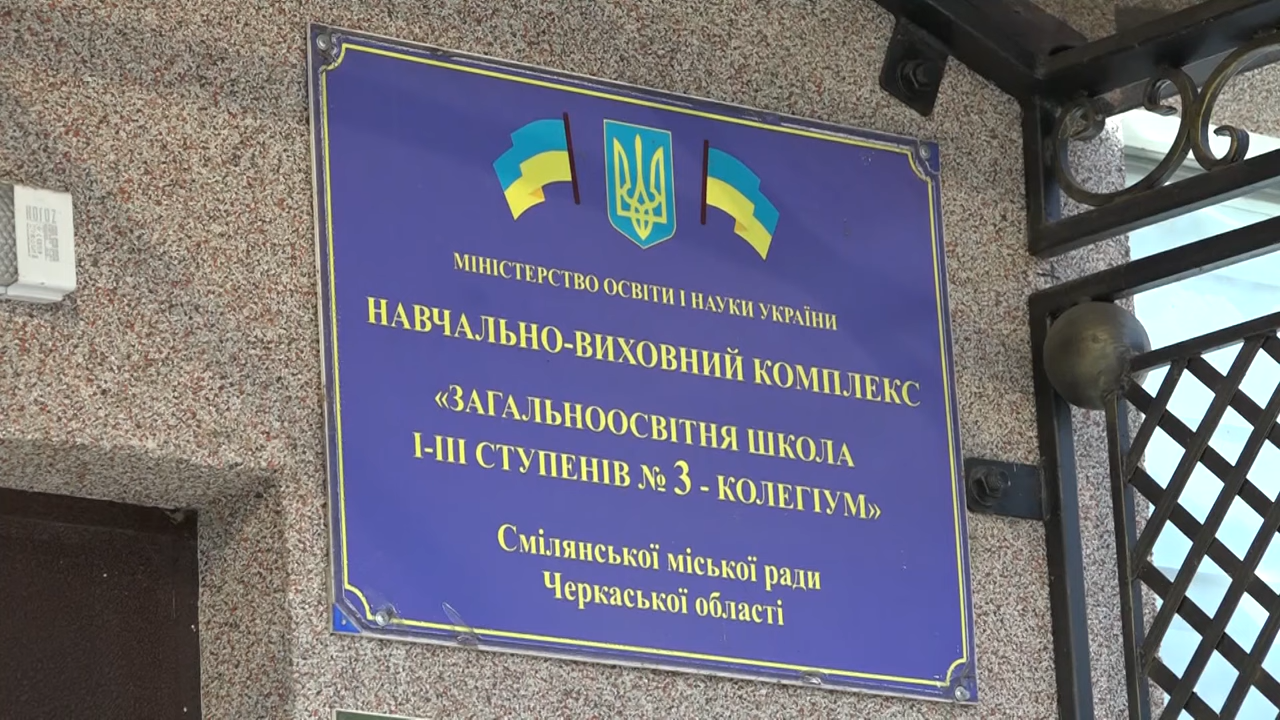 МІНІСТЕРСТВО ОСВІТИ І НАУКИ УКРАЇНИ
НАВЧАЛЬНО-ВИХОВНИЙ КОМПЛЕКС
«ЗАГАЛЬНООСВІТНЯ ШКОЛА
І-ІІІ СТУПЕНІВ № 3 - КОЛЕГІУМ»
Смілянської міської ради
Черкаської області